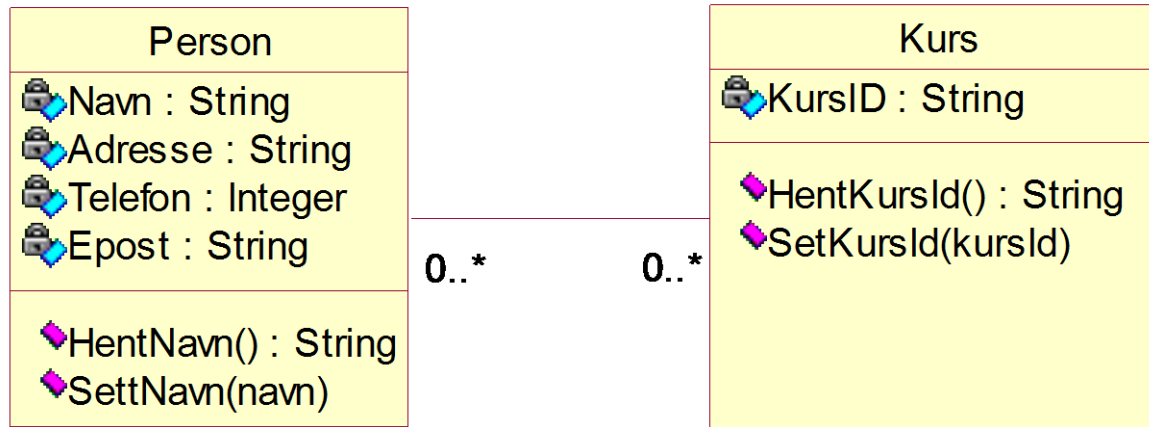 Person
Navn : String
Adresse : String
Telefon : Integer
Epost : String
HentNavn() : String
SettNavn(navn)
0..*
0..*
Kurs
KursID : String
HentKursId() : String
SetKursId(kursId)